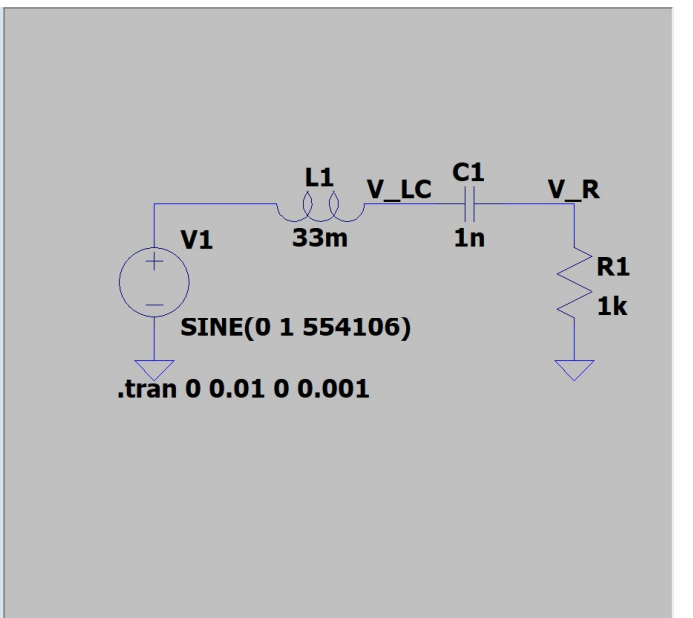 L1
V_LC
C1
V_R
V1
33m
1n
R1
1k
SINE(0 1 554106)
.tran 0 0.01 0 0.001